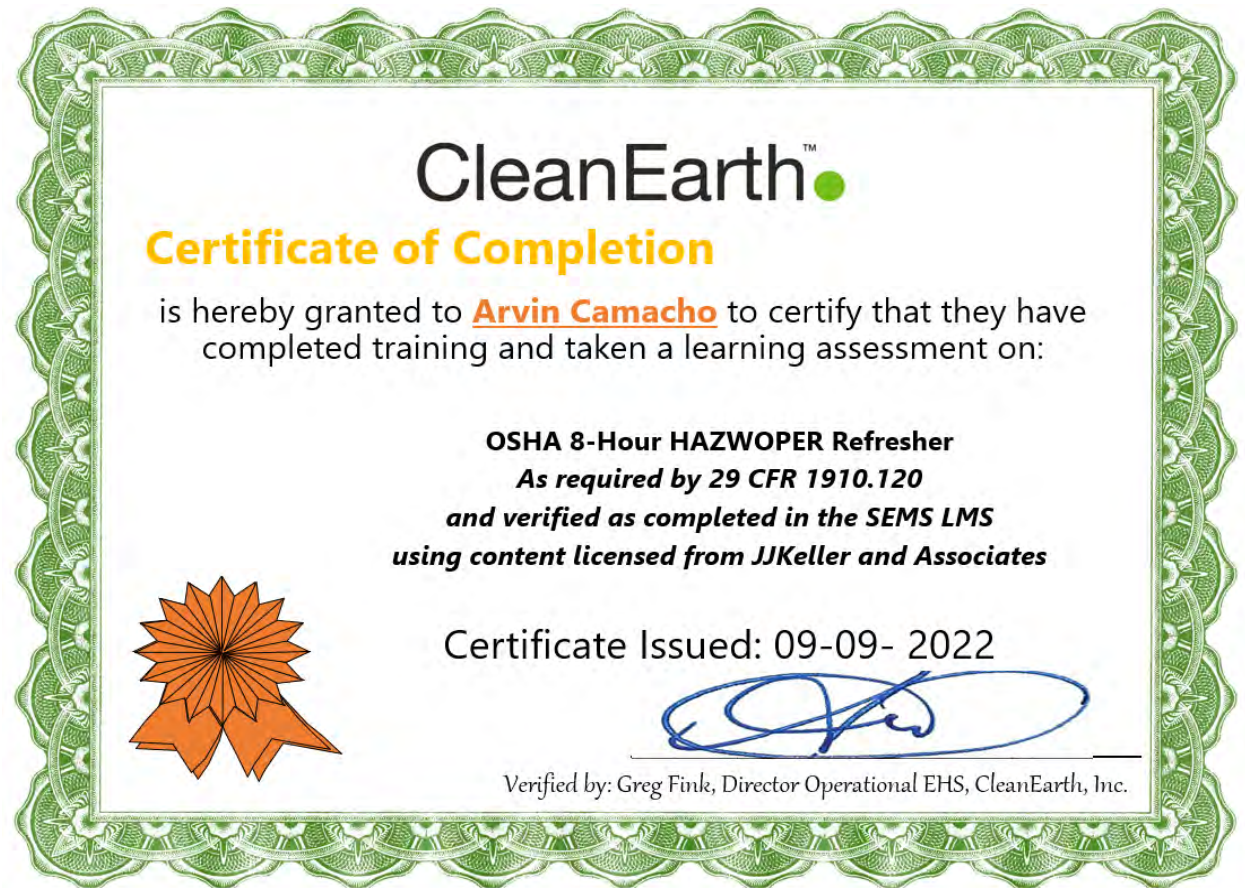 CleanEarth™
Certificate of Completion
is hereby granted to Arvin Camacho to certify that they have
completed training and taken a learning assessment on:
OSHA 8-Hour HAZWOPER Refresher
As required by 29 CFR 1910.120
and verified as completed in the SEMS LMS
using content licensed from JJKeller and Associates
Certificate Issued: 09-09- 2022
Verified by: Greg Fink, Director Operational EHS, CleanEarth, Inc.